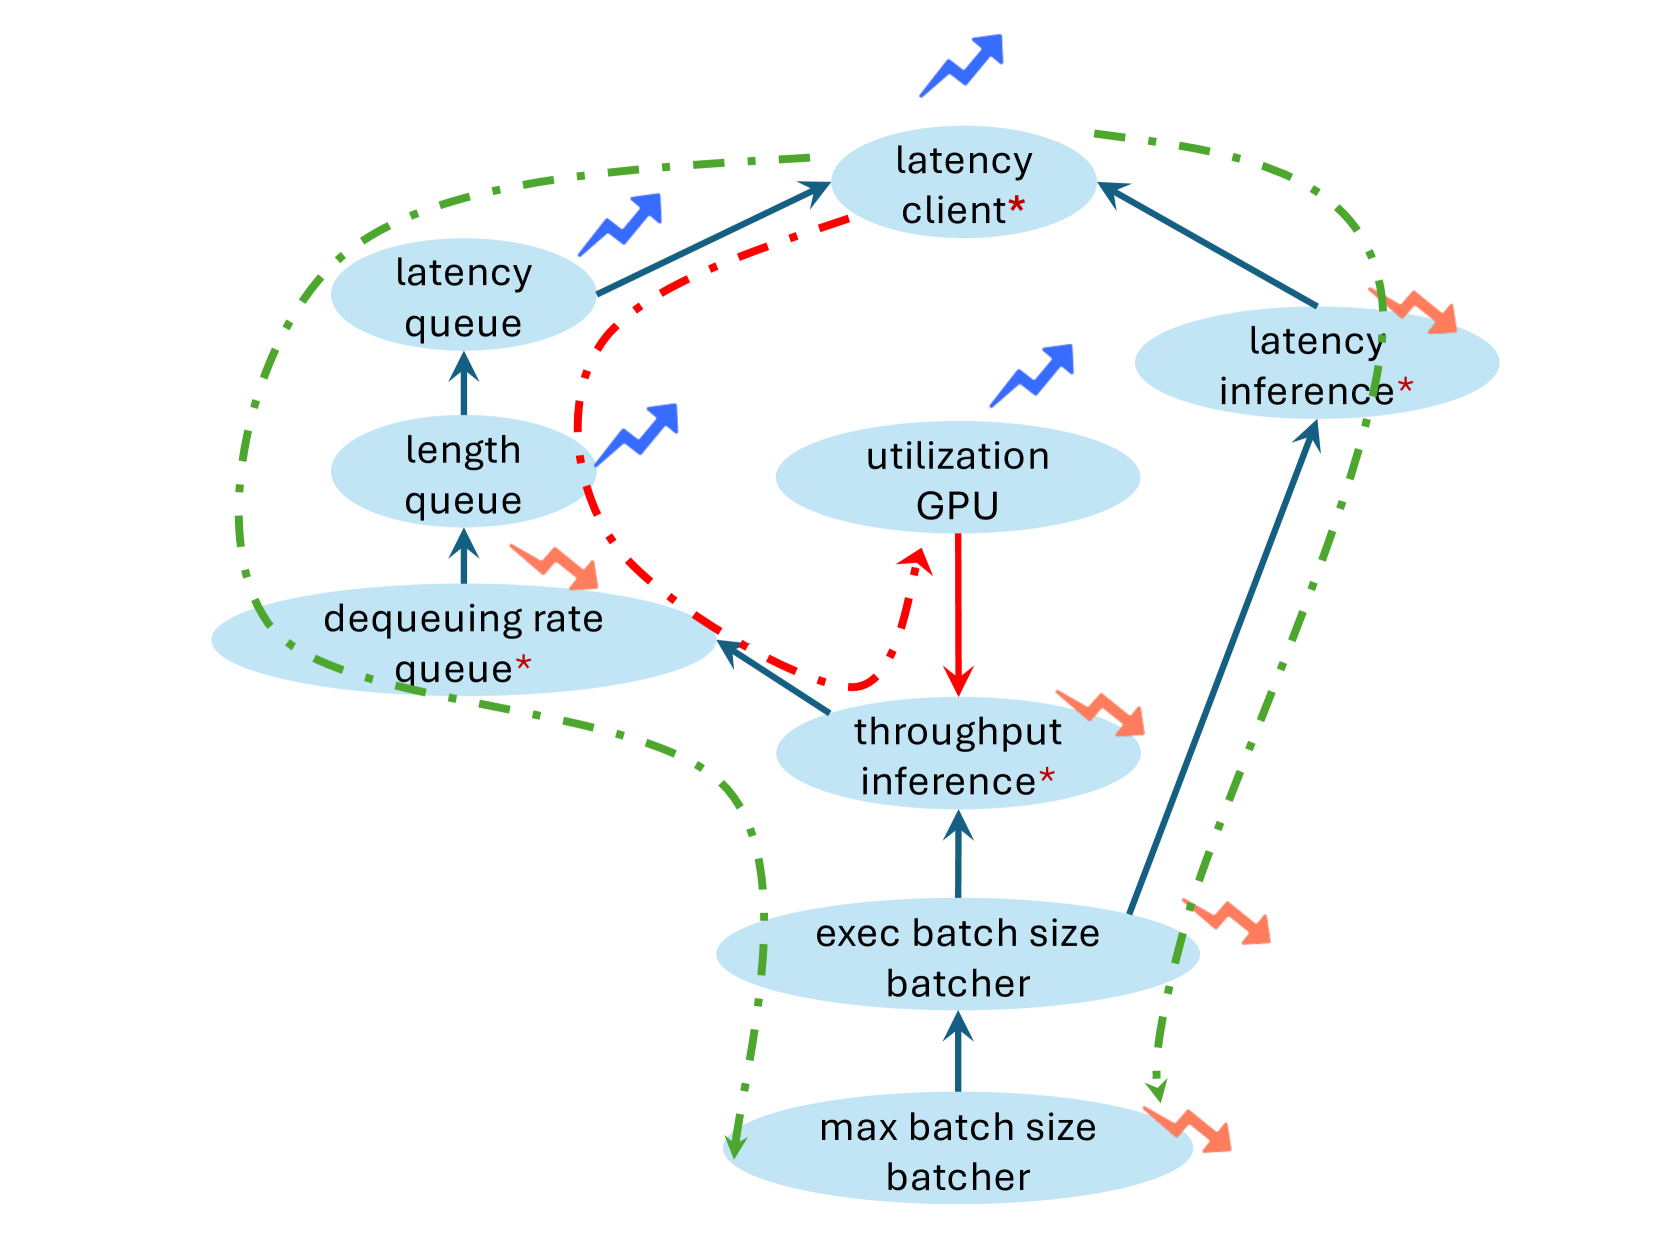 latency
client*
latency
queue
latency
inference*
length
queue
utilization
GPU
dequeuing rate
queue*
throughput
inference*
exec batch size
batcher
max batch size
batcher